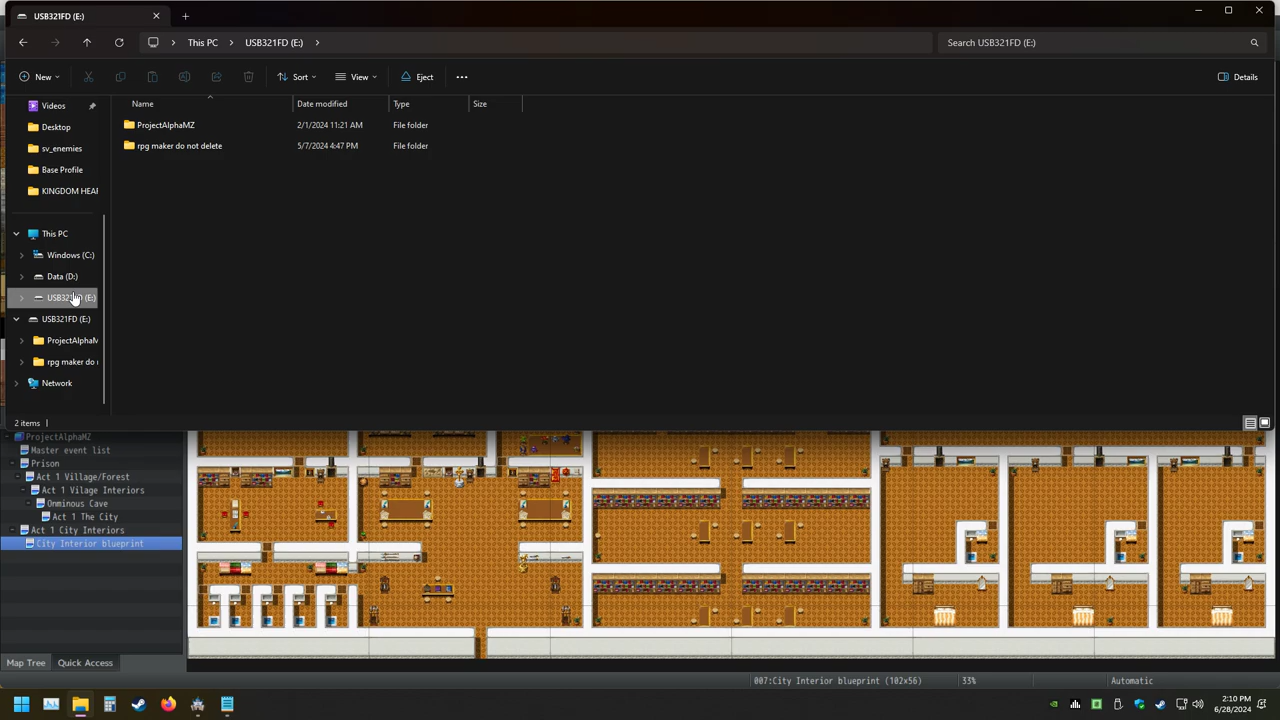 USB321FD (E:)
This PC
USB321FD (E:)
Search USB321FD (E:)
New
Sort
View
Eject
Details
Name
Date modified
Type
Size
ProjectAlphaMZ
2/1/2024 11:21 AM
File folder
rpg maker do not delete
5/7/2024 4:47 PM
File folder
Videos
Desktop
sv_enemies
Base Profile
KINGDOM HEAR
This PC
Windows (C:)
Data (D:)
(E:)
USB321FD (E:)
ProjectAlphaM
rpg maker do
Network
2 items
ProjectAlphaMZ
Master event list
Prison
Act 1 Village/Forest
Act 1 Vilage Interiors
Onminous Cave
Act 1 The City
Act 1 City Interiors
City Interior blueprint
Map Tree
Quick Access
007:City Interior blueprint (102x56)
33%
Automatic
2:10 PM
6/28/2024